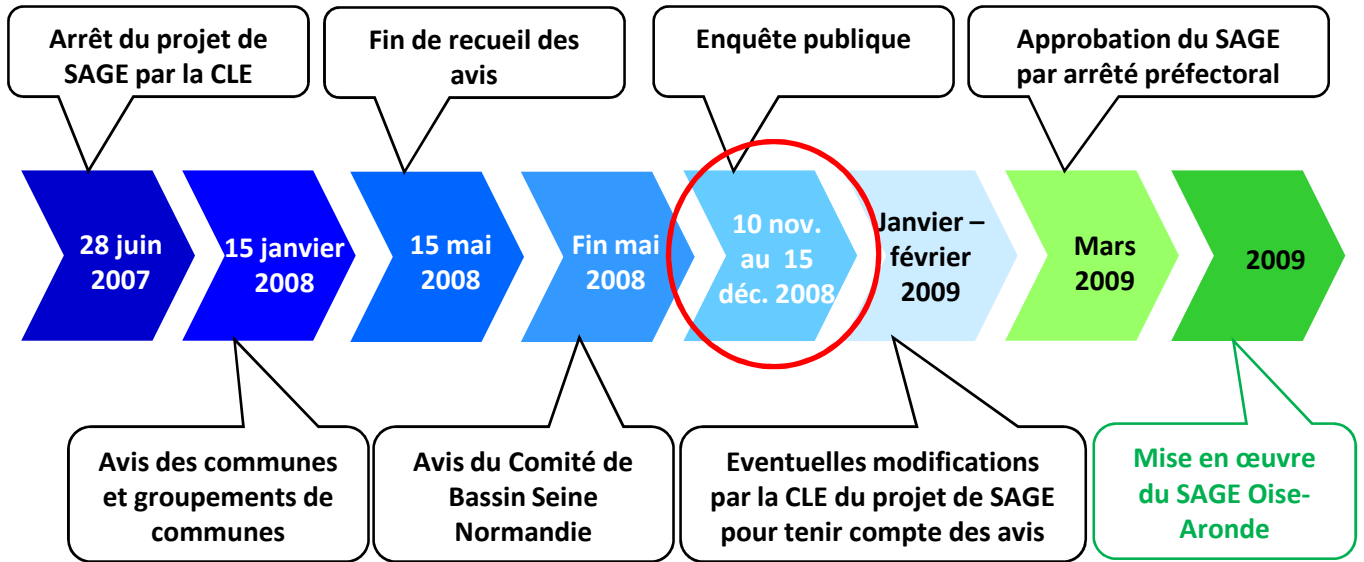 Arrêt du projet de
SAGE par la CLE
Fin de recueil des
avis
Enquête publique
Approbation du SAGE
par arrêté préfectoral
28 juin
2007
15 janvier
2008
15 mai
2008
Fin mai
2008
10 nov.
au 15
déc. 2008
Janvier –
février
2009
Mars
2009
2009
Avis des communes
et groupements de
communes
Avis du Comité de
Bassin Seine
Normandie
Eventuelles modifications
par la CLE du projet de SAGE
pour tenir compte des avis
Mise en œuvre
du SAGE Oise-
Aronde